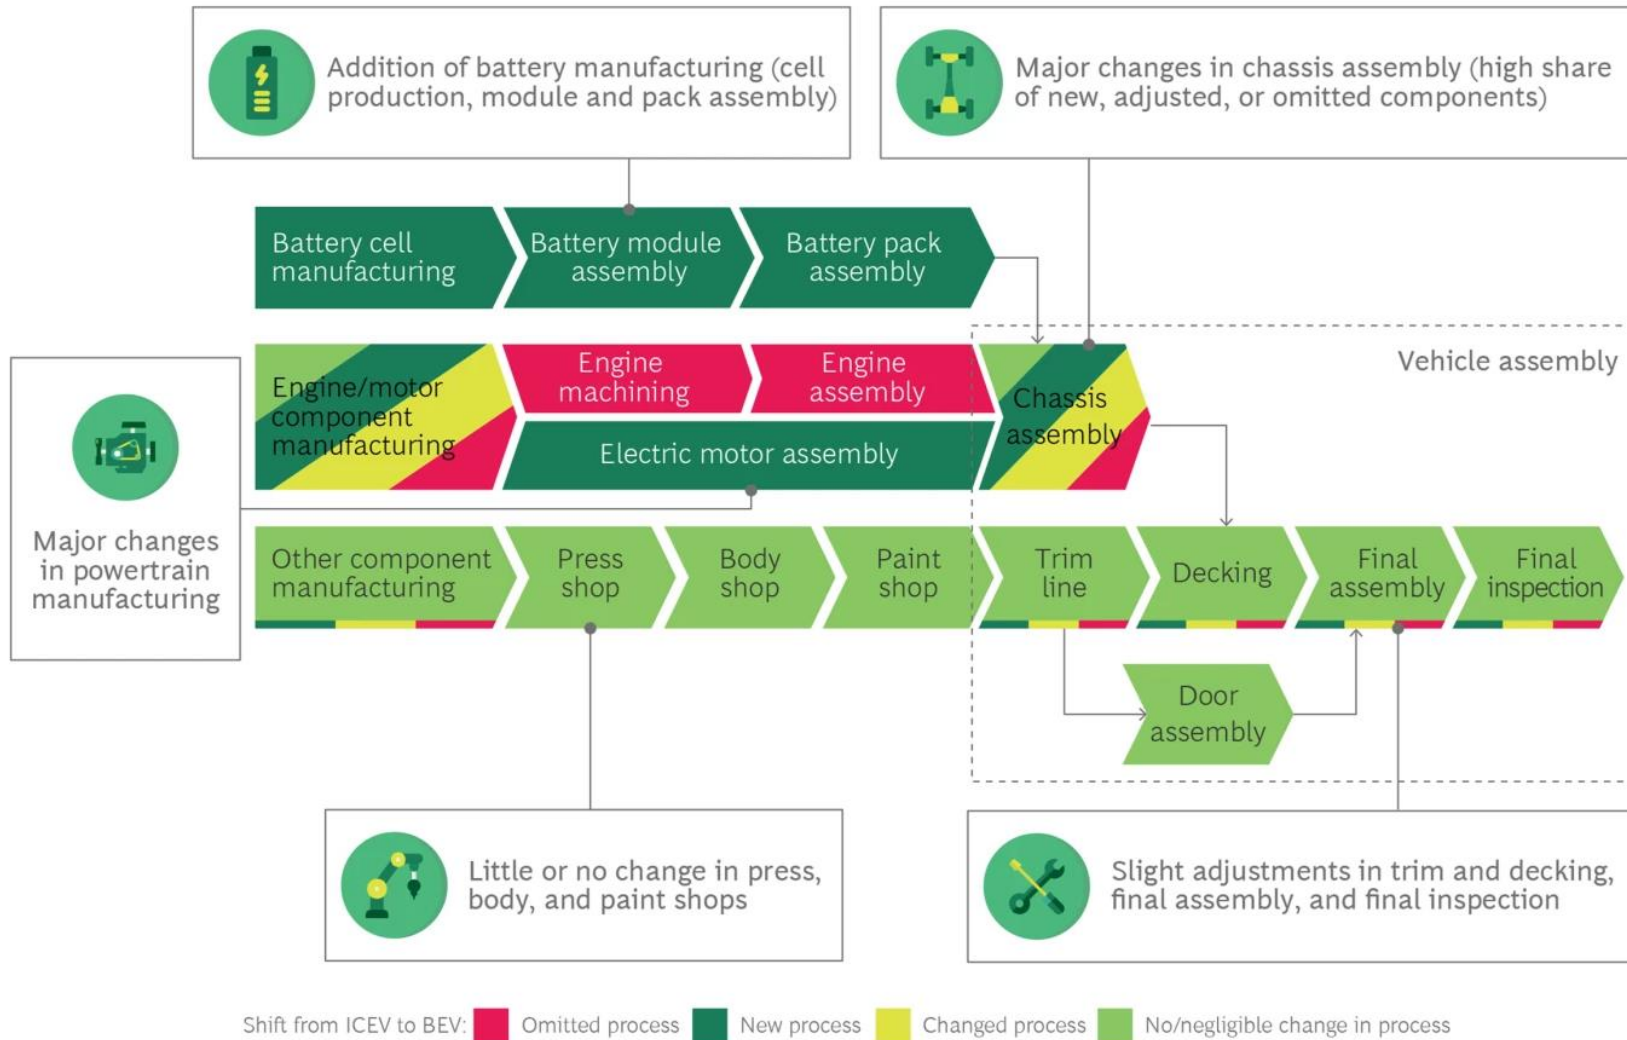 Addition of battery manufacturing (cell
production, module and pack assembly)
Major changes in chassis assembly (high share
of new, adjusted, or omitted components)
Battery cell
manufacturing
Battery module
assembly
Battery pack
assembly
Vehicle assembly
Engine/motor
component
manufacturing
Engine
machining
Engine
assembly
Electric motor assembly
Chassis
assembly
Major changes
in powertrain
manufacturing
Other component
manufacturing
Press
shop
Body
shop
Paint
shop
Trim
line
Decking
Final
assembly
Final
inspection
Door
assembly
Little or no change in press,
body, and paint shops
Slight adjustments in trim and decking,
final assembly, and final inspection
Shift from ICEV to BEV: Omitted process New process Changed process No/negligible change in process